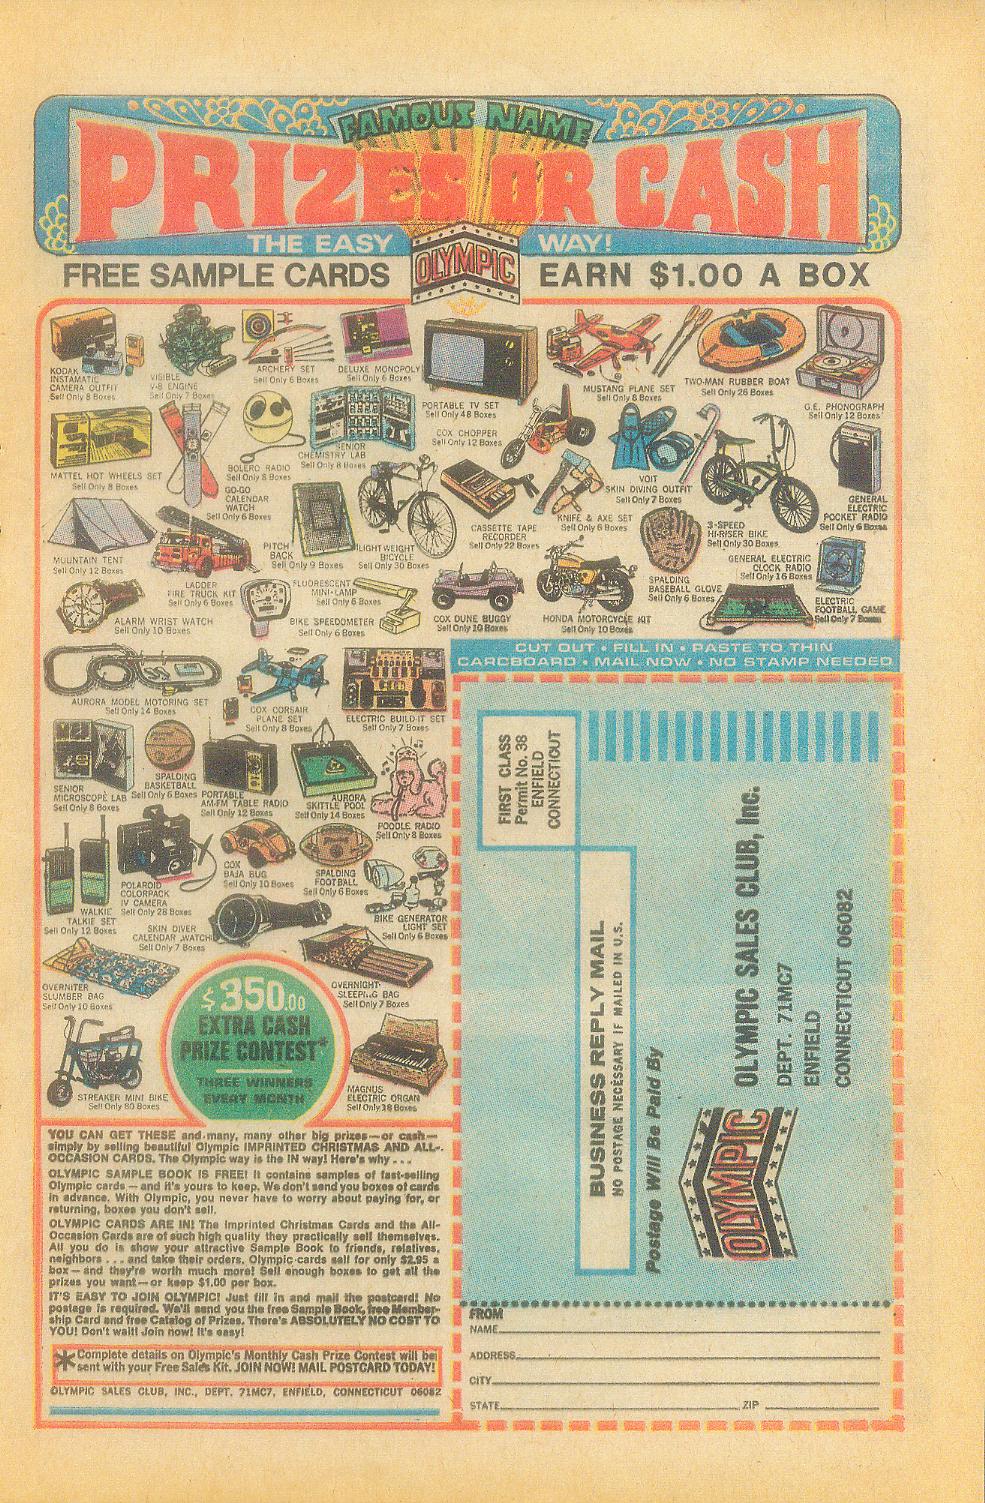 FAMOUS NAME
PRIZES OR CASH
THE EASY WAY!
OLYMPIC
FREE SAMPLE CARDS
EARN $1.00 A BOX
KODAK
INSTAMATIC
CAMERA OUTFIT
Sell Only 8 Boxes
VISIBLE
V-8 ENGINE
Sell Only 7 Boxes
ARCHERY SET
Sell Only 6 Boxes
DELUXE MONOPOLY
Sell Only 6 Boxes
PORTABLE TV SET
Sell Only 48 Boxes
MUSTANG PLANE SET
Sell Only 8 Boxes
TWO-MAN RUBBER BOAT
Sell Only 26 Boxes
G.E. PHONOGRAPH
Sell Only 12 Boxes
MATTEL HOT WHEELS SET
Sell Only 8 Boxes
GO-GO
CALENDAR
WATCH
Sell Only 6 Boxes
BOLERO RADIO
Sell Only 8 Boxes
SENIOR
CHEMISTRY LAB
Sell Only 8 Boxes
COX CHOPPER
Sell Only 12 Boxes
VOIT
SKIN DIVING OUTFIT
Sell Only 7 Boxes
3-SPEED
HI-RISER BIKE
Sell Only 30 Boxes
GENERAL
ELECTRIC
POCKET RADIO
Sell Only 6 Boxes
MOUNTAIN TENT
Sell Only 12 Boxes
LADDER
FIRE TRUCK KIT
Sell Only 6 Boxes
PITCH
BACK
Sell Only 9 Boxes
LIGHTWEIGHT
BICYCLE
Sell Only 30 Boxes
CASSETTE TAPE
RECORDER
Sell Only 22 Boxes
KNIFE & AXE SET
Sell Only 6 Boxes
SPALDING
BASEBALL GLOVE
Sell Only 6 Boxes
GENERAL ELECTRIC
CLOCK RADIO
Sell Only 16 Boxes
ALARM WRIST WATCH
Sell Only 10 Boxes
BIKE SPEEDOMETER
Sell Only 6 Boxes
FLUORESCENT
MINI-LAMP
Sell Only 6 Boxes
COX DUNE BUGGY
Sell Only 10 Boxes
HONDA MOTORCYCLE KIT
Sell Only 10 Boxes
ELECTRIC
FOOTBALL GAME
Sell Only 7 Boxes
AURORA MODEL MOTORING SET
Sell Only 14 Boxes
COX CORSAIR
PLANE SET
Sell Only 8 Boxes
ELECTRIC BUILD-IT SET
Sell Only 7 Boxes
SENIOR
MICROSCOPE LAB
Sell Only 8 Boxes
SPALDING
BASKETBALL
Sell Only 6 Boxes
PORTABLE
AM-FM TABLE RADIO
Sell Only 12 Boxes
AURORA
SKITTLE POOL
Sell Only 14 Boxes
POODLE RADIO
Sell Only 8 Boxes
WALKIE
TALKIE SET
Sell Only 12 Boxes
POLAROID
COLORPACK
IV CAMERA
Sell Only 28 Boxes
COX
BAJA BUG
Sell Only 10 Boxes
SPALDING
FOOTBALL
Sell Only 6 Boxes
BIKE GENERATOR
LIGHT SET
Sell Only 6 Boxes
SKIN DIVER
CALENDAR WATCH
Sell Only 7 Boxes
OVERNITER
SLUMBER BAG
Sell Only 10 Boxes
OVERNIGHT
SLEEPING BAG
Sell Only 7 Boxes
STREAKER MINI BIKE
Sell Only 80 Boxes
MAGNUS
ELECTRIC ORGAN
Sell Only 18 Boxes
$350.00
EXTRA CASH
PRIZE CONTEST*
THREE WINNERS
EVERY MONTH
YOU CAN GET THESE and many, many other big prizes—or cash—
simply by selling beautiful Olympic IMPRINTED CHRISTMAS AND ALL-
OCCASION CARDS. The Olympic way is the IN way! Here's why . . .
OLYMPIC SAMPLE BOOK IS FREE! It contains samples of fast-selling
Olympic cards—and it's yours to keep. We don't send you boxes of cards
in advance. With Olympic, you never have to worry about paying for, or
returning, boxes you don't sell.
OLYMPIC CARDS ARE IN! The Imprinted Christmas Cards and the All-
Occasion Cards are of such high quality they practically sell themselves.
All you do is show your attractive Sample Book to friends, relatives,
neighbors . . . and take their orders. Olympic cards sell for only $2.95 a
box—and they're worth much more! Sell enough boxes to get all the
prizes you want—or keep $1.00 per box.
IT'S EASY TO JOIN OLYMPIC! Just fill in and mail the postcard! No
postage is required. We'll send you the free Sample Book, free Member-
ship Card and free Catalog of Prizes. There's ABSOLUTELY NO COST TO
YOU! Don't wait! Join now! It's easy!
*Complete details on Olympic's Monthly Cash Prize Contest will be
sent with your Free Sales Kit. JOIN NOW! MAIL POSTCARD TODAY!
OLYMPIC SALES CLUB, INC., DEPT. 71MC7, ENFIELD, CONNECTICUT 06082
CUT OUT • FILL IN • PASTE TO THIN
CARDBOARD • MAIL NOW • NO STAMP NEEDED
FIRST CLASS
Permit No. 38
ENFIELD
CONNECTICUT
BUSINESS REPLY MAIL
NO POSTAGE NECESSARY IF MAILED IN U.S.
Postage Will Be Paid By
OLYMPIC SALES CLUB, Inc.
DEPT. 71MC7
ENFIELD
CONNECTICUT 06082
OLYMPIC
FROM
NAME
ADDRESS
CITY
STATE ZIP